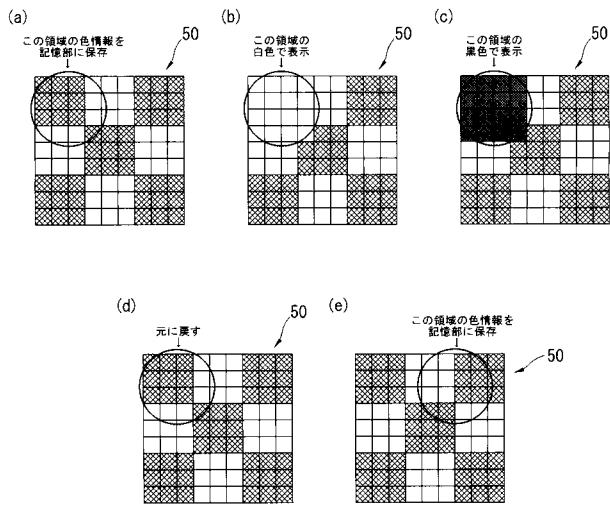 (a)
この領域の色情報を
記憶部に保存
50
(b)
この領域の
白色で表示
50
(c)
この領域の
黒色で表示
50
(d)
元に戻す
50
(e)
この領域の色情報を
記憶部に保存
50